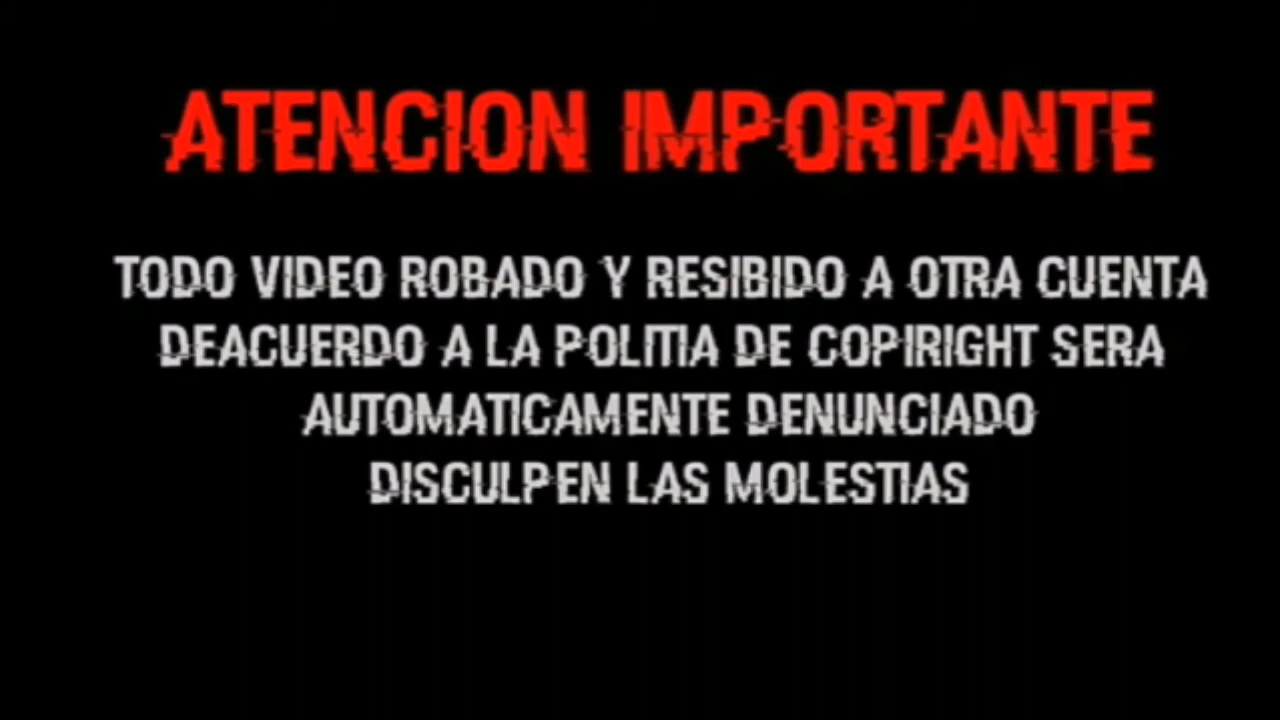 ATENCION IMPORTANTE
TODO VIDEO ROBADO Y RESIBIDO A OTRA CUENTA
DEACUERDO A LA POLITIA DE COPIRIGHT SERA
AUTOMATICAMENTE DENUNCIADO
DISCULPEN LAS MOLESTIAS